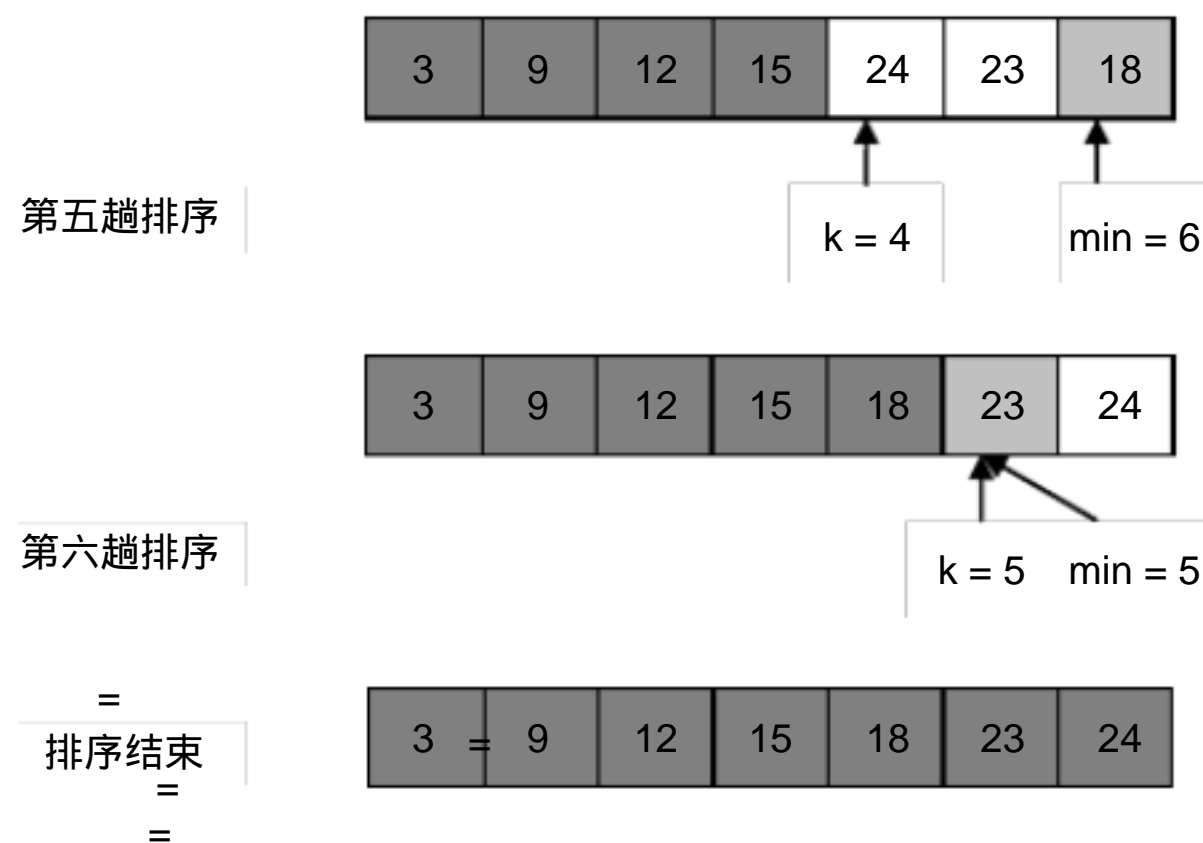 3 9 12 15 24 23 18
第五趟排序
k = 4 min = 6
3 9 12 15 18 23 24
第六趟排序
k = 5 min = 5
=
3 = 9 12 15 18 23 24
排序结束
=
=